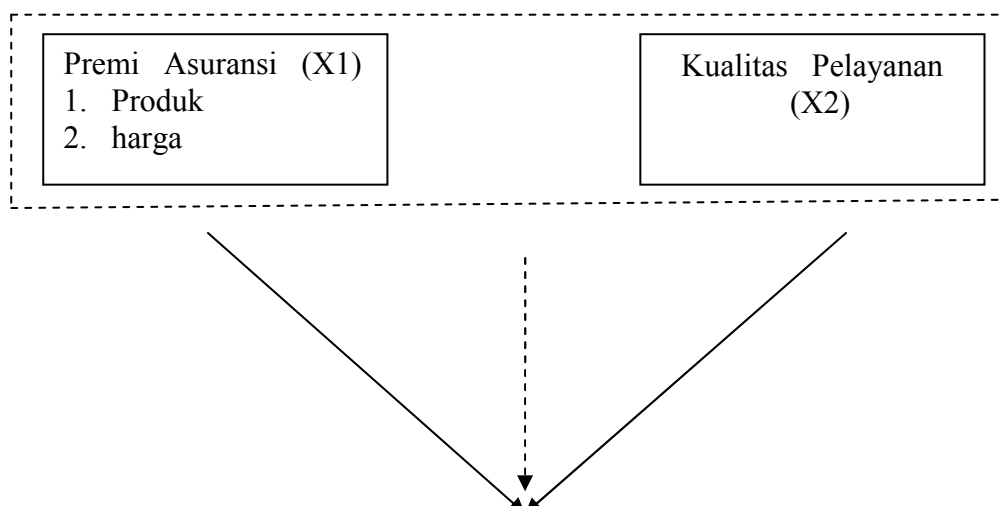 Premi Asuransi (X1)
1. Produk
2. harga
Kualitas Pelayanan
(X2)